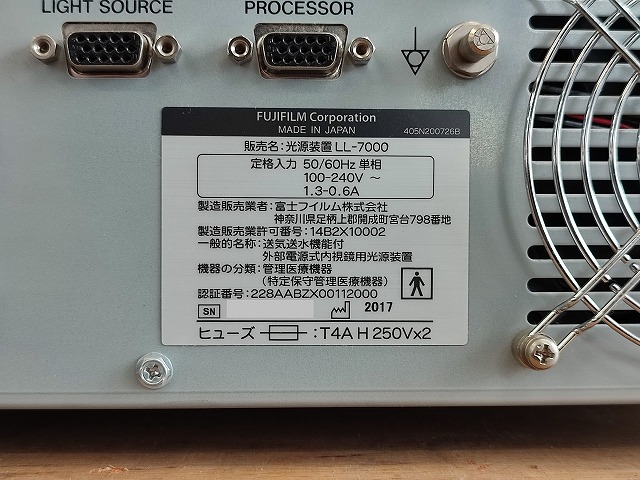 LIGHT SOURCE
PROCESSOR
FUJIFILM Corporation
MADE IN JAPAN
405N200726B
販売名:光源装置 LL-7000
定格入力 50/60Hz 単相
100-240V ~
1.3-0.6A
製造販売業者:富士フイルム株式会社
神奈川県足柄上郡開成町宮台798番地
製造販売業許可番号:14B2X10002
一般的名称:送気送水機能付
外部電源式内視鏡用光源装置
機器の分類:管理医療機器
(特定保守管理医療機器)
認証番号:228AABZX00112000
SN
2017
ヒューズ :T4A H 250Vx2